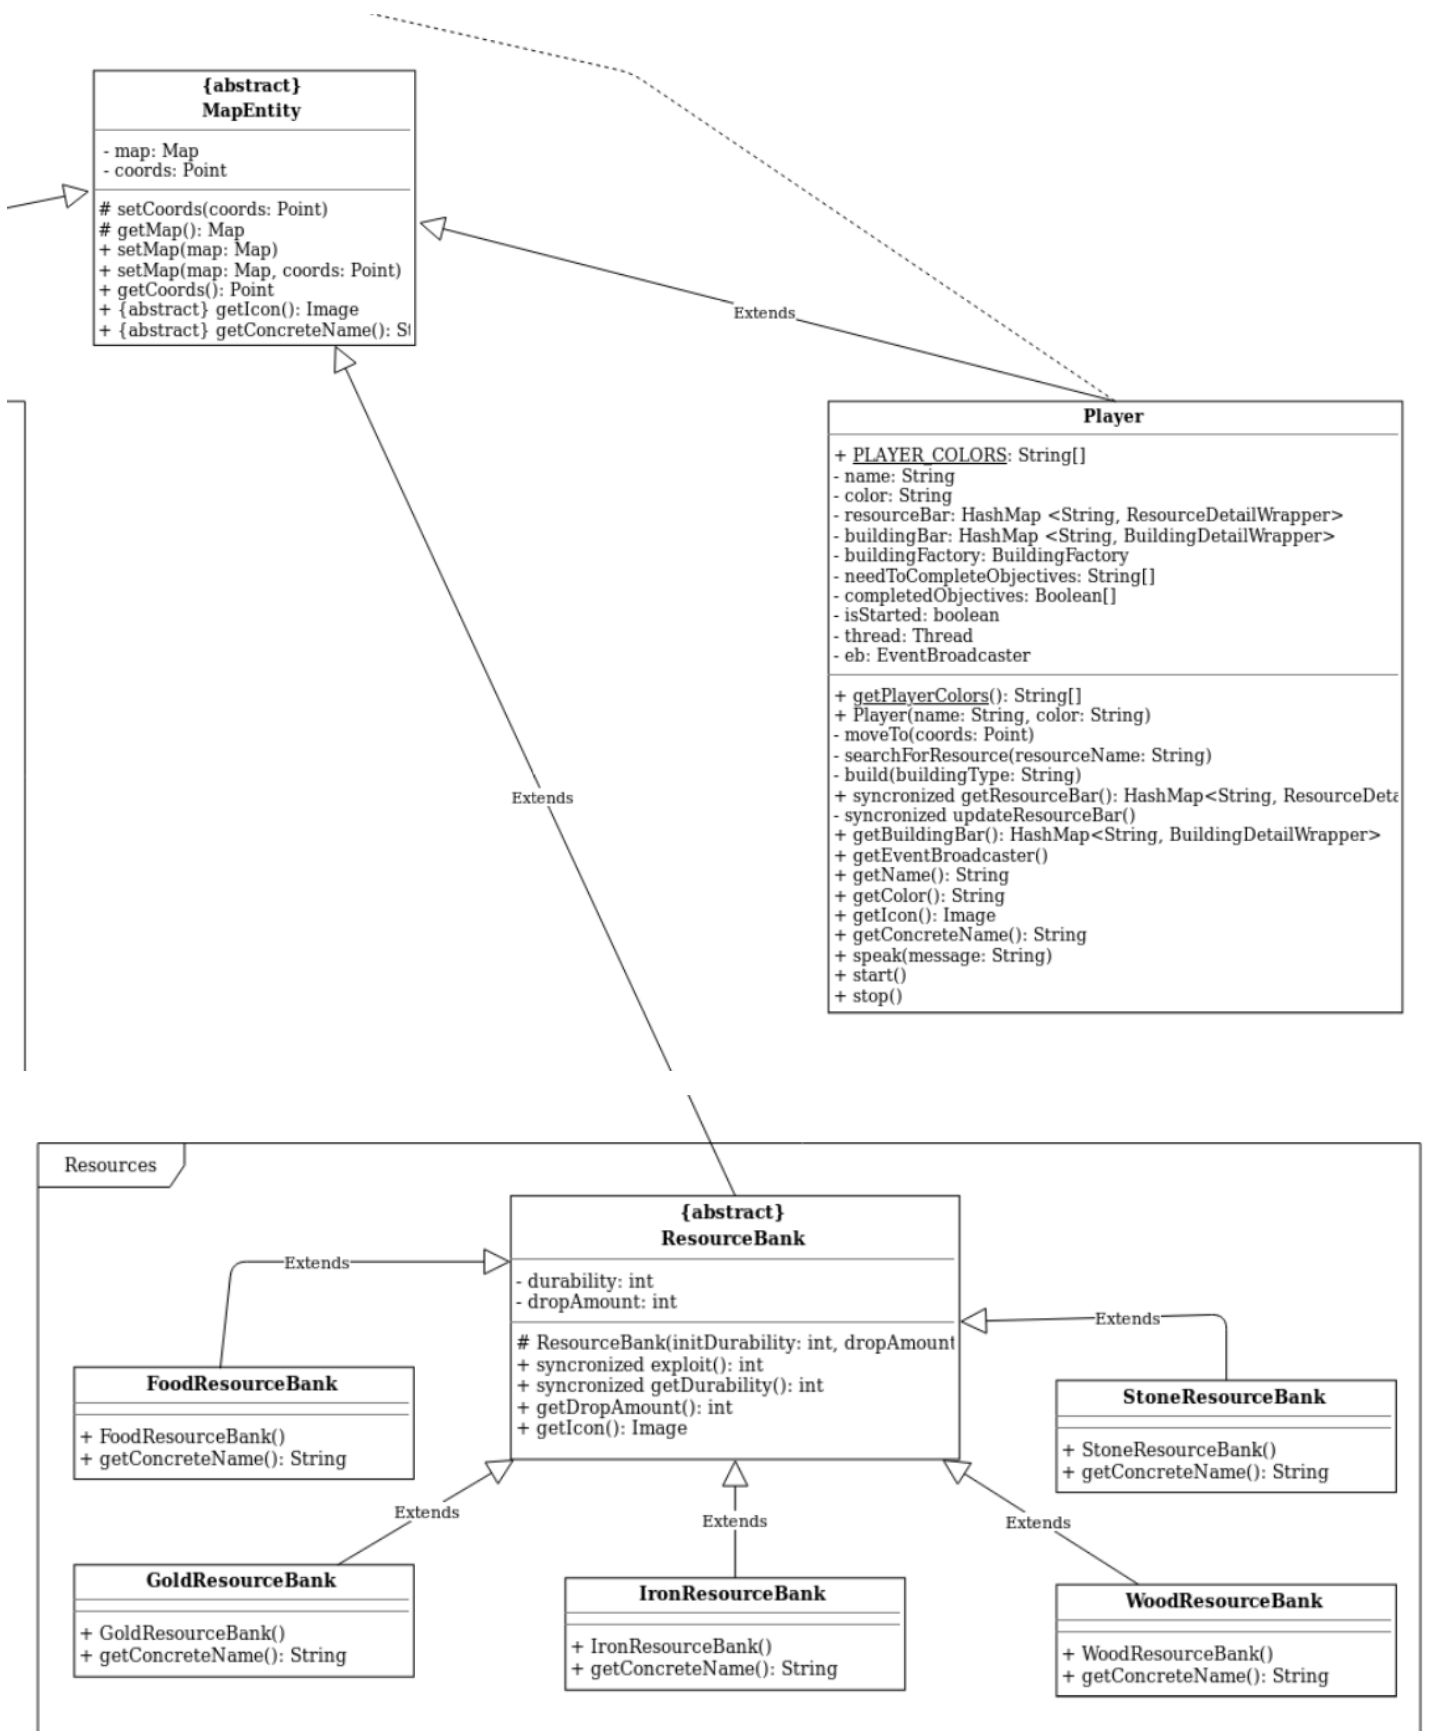 {abstract}
MapEntity
- map: Map
- coords: Point
# setCoords(coords: Point)
# getMap(): Map
+ setMap(map: Map)
+ setMap(map: Map, coords: Point)
+ getCoords(): Point
+ {abstract} getIcon(): Image
+ {abstract} getConcreteName(): St
Extends
Player
+ PLAYER_COLORS: String[]
- name: String
- color: String
- resourceBar: HashMap <String, ResourceDetailWrapper>
- buildingBar: HashMap <String, BuildingDetailWrapper>
- buildingFactory: BuildingFactory
- needToCompleteObjectives: String[]
- completedObjectives: Boolean[]
- isStarted: boolean
- thread: Thread
- eb: EventBroadcaster
+ getPlayerColors(): String[]
+ Player(name: String, color: String)
- moveTo(coords: Point)
- searchForResource(resourceName: String)
- build(buildingType: String)
+ syncronized getResourceBar(): HashMap<String, ResourceDeta
- syncronized updateResourceBar()
+ getBuildingBar(): HashMap<String, BuildingDetailWrapper>
+ getEventBroadcaster()
+ getName(): String
+ getColor(): String
+ getIcon(): Image
+ getConcreteName(): String
+ speak(message: String)
+ start()
+ stop()
Extends
Resources
{abstract}
ResourceBank
- durability: int
- dropAmount: int
# ResourceBank(initDurability: int, dropAmount
+ syncronized exploit(): int
+ syncronized getDurability(): int
+ getDropAmount(): int
+ getIcon(): Image
Extends
Extends
FoodResourceBank
+ FoodResourceBank()
+ getConcreteName(): String
StoneResourceBank
+ StoneResourceBank()
+ getConcreteName(): String
Extends
Extends
Extends
GoldResourceBank
+ GoldResourceBank()
+ getConcreteName(): String
IronResourceBank
+ IronResourceBank()
+ getConcreteName(): String
WoodResourceBank
+ WoodResourceBank()
+ getConcreteName(): String